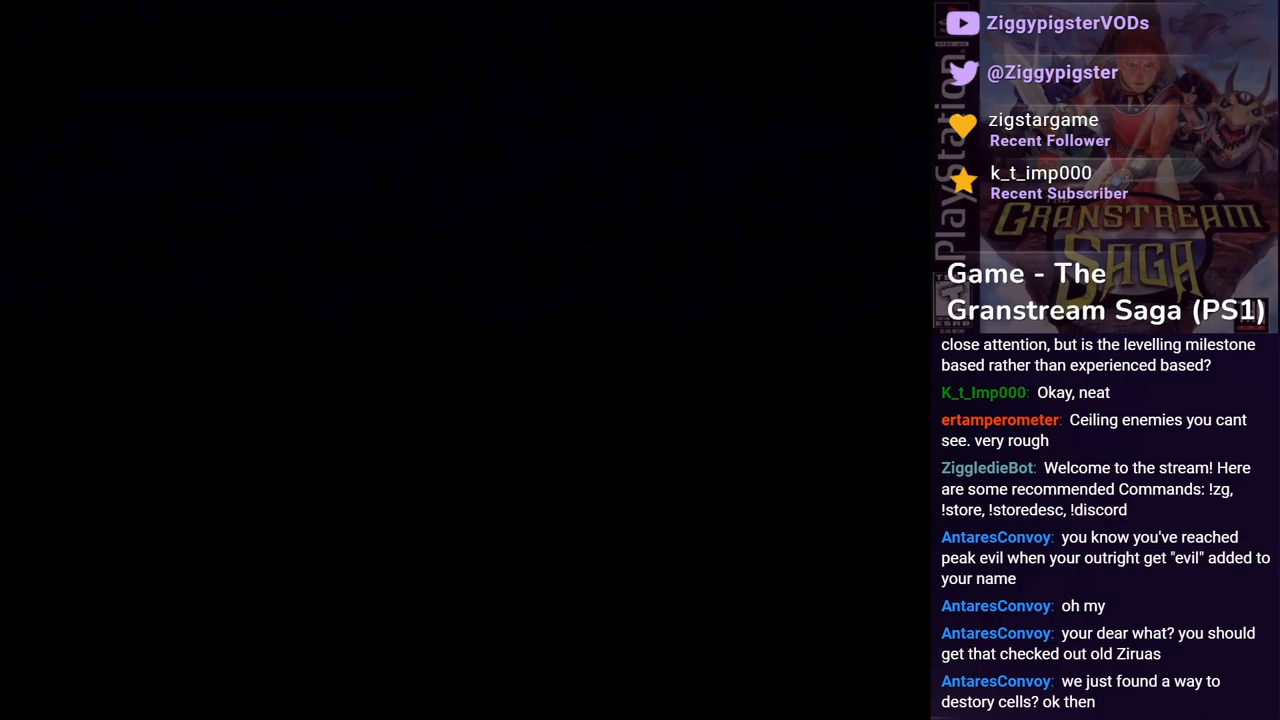 ZiggypigsterVODs
@Ziggypigster
zigstargame
Recent Follower
k_t_imp000
Recent Subscriber
PlayStation
THE
GRANSTREAM
SAGA
Game - The
Granstream Saga (PS1)
close attention, but is the levelling milestone
based rather than experienced based?
K_t_Imp000: Okay, neat
ertamperometer: Ceiling enemies you cant
see. very rough
ZiggledieBot: Welcome to the stream! Here
are some recommended Commands: !zg,
!store, !storedesc, !discord
AntaresConvoy: you know you've reached
peak evil when your outright get "evil" added to
your name
AntaresConvoy: oh my
AntaresConvoy: your dear what? you should
get that checked out old Ziruas
AntaresConvoy: we just found a way to
destory cells? ok then